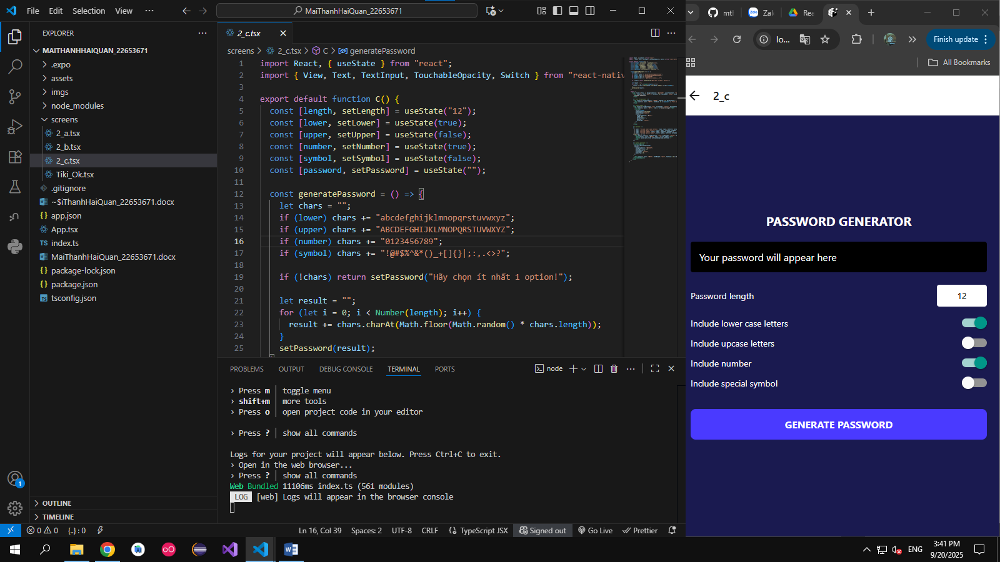 File Edit Selection View ···
MaiThanhHaiQuan_22653671
EXPLORER
MAITHANHHAIQUAN_22653671
.expo
assets
imgs
node_modules
screens
2_a.tsx
2_b.tsx
2_c.tsx
Tiki_Ok.tsx
.gitignore
~$iThanhHaiQuan_22653671.docx
{} app.json
App.tsx
TS index.ts
MaiThanhHaiQuan_22653671.docx
{} package-lock.json
{} package.json
tsconfig.json
OUTLINE
TIMELINE
2_c.tsx
screens > 2_c.tsx > C > generatePassword
1 import React, { useState } from "react";
2 import { View, Text, TextInput, TouchableOpacity, Switch } from "react-nativ
3
4 export default function C() {
5 const [length, setLength] = useState("12");
6 const [lower, setLower] = useState(true);
7 const [upper, setUpper] = useState(false);
8 const [number, setNumber] = useState(true);
9 const [symbol, setSymbol] = useState(false);
10 const [password, setPassword] = useState("");
11
12 const generatePassword = () => {
13 let chars = "";
14 if (lower) chars += "abcdefghijklmnopqrstuvwxyz";
15 if (upper) chars += "ABCDEFGHIJKLMNOPQRSTUVWXYZ";
16 if (number) chars += "0123456789";
17 if (symbol) chars += "!@#$%^&*()_+[]{}|;:,.<>?";
18
19 if (!chars) return setPassword("Hãy chọn ít nhất 1 option!");
20
21 let result = "";
22 for (let i = 0; i < Number(length); i++) {
23 result += chars.charAt(Math.floor(Math.random() * chars.length));
24 }
25 setPassword(result);
PROBLEMS OUTPUT DEBUG CONSOLE TERMINAL PORTS
node
› Press m │ toggle menu
› shift+m │ more tools
› Press o │ open project code in your editor
› Press ? │ show all commands
Logs for your project will appear below. Press Ctrl+C to exit.
› Open in the web browser...
› Press ? │ show all commands
Web Bundled 11106ms index.ts (561 modules)
LOG [web] Logs will appear in the browser console
0 0 {..} : 0
Ln 16, Col 39 Spaces: 2 UTF-8 CRLF TypeScript JSX Signed out Go Live Prettier
1
mtl Zalo Zal Rea
lo... Finish update
All Bookmarks
2_c
PASSWORD GENERATOR
Your password will appear here
Password length 12
Include lower case letters
Include upcase letters
Include number
Include special symbol
GENERATE PASSWORD
ENG
3:41 PM
9/20/2025